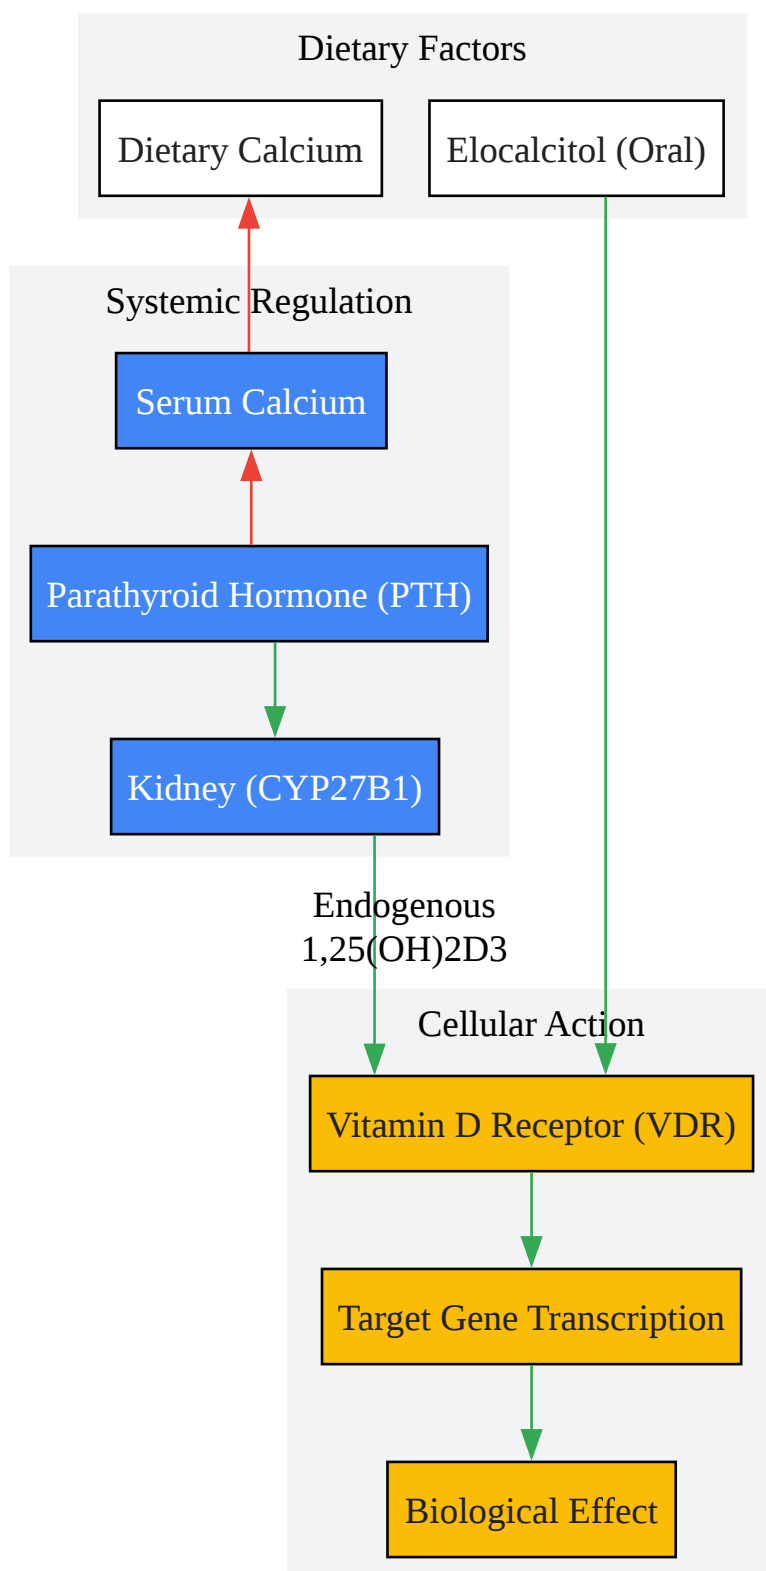 Dietary Factors
Dietary Calcium
Elocalcitol (Oral)
Systemic Regulation
Serum Calcium
Parathyroid Hormone (PTH)
Kidney (CYP27B1)
Endogenous
1,25(OH)2D3
Cellular Action
Vitamin D Receptor (VDR)
Target Gene Transcription
Biological Effect